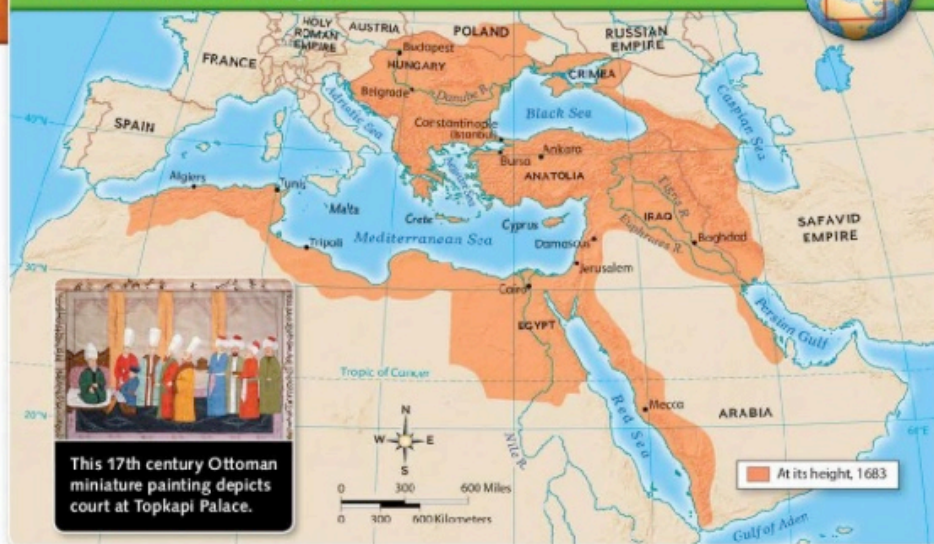 HOLY
ROMAN
EMPIRE
AUSTRIA
POLAND
RUSSIAN
EMPIRE
FRANCE
Budapest
HUNGARY
CRIMEA
Belgrade
Danube R.
Adriatic Sea
Black Sea
Caspian Sea
40°N
SPAIN
Constantinople
Istanbul
Bursa
Ankara
ANATOLIA
Aegean Sea
Algiers
Tunis
Malta
Crete
Cyprus
Tigris R.
IRAQ
Euphrates R.
Baghdad
SAFAVID
EMPIRE
Tripoli
Mediterranean Sea
Damascus
Jerusalem
30°N
Cairo
EGYPT
Persian Gulf
Tropic of Cancer
Mecca
ARABIA
Red Sea
20°N
60°E
Nile R.
N
W
E
S
0 300 600 Miles
0 300 600 Kilometers
At its height, 1683
Gulf of Aden
This 17th century Ottoman
miniature painting depicts
court at Topkapi Palace.